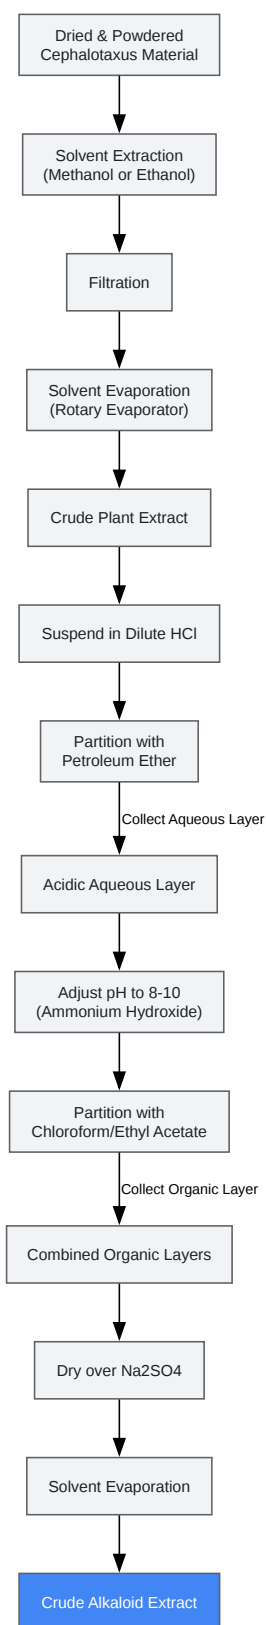 Dried & Powdered
Cephalotaxus Material
Solvent Extraction
(Methanol or Ethanol)
Filtration
Solvent Evaporation
(Rotary Evaporator)
Crude Plant Extract
Suspend in Dilute HCl
Partition with
Petroleum Ether
Collect Aqueous Layer
Acidic Aqueous Layer
Adjust pH to 8-10
(Ammonium Hydroxide)
Partition with
Chloroform/Ethyl Acetate
Collect Organic Layer
Combined Organic Layers
Dry over Na2SO4
Solvent Evaporation
Crude Alkaloid Extract